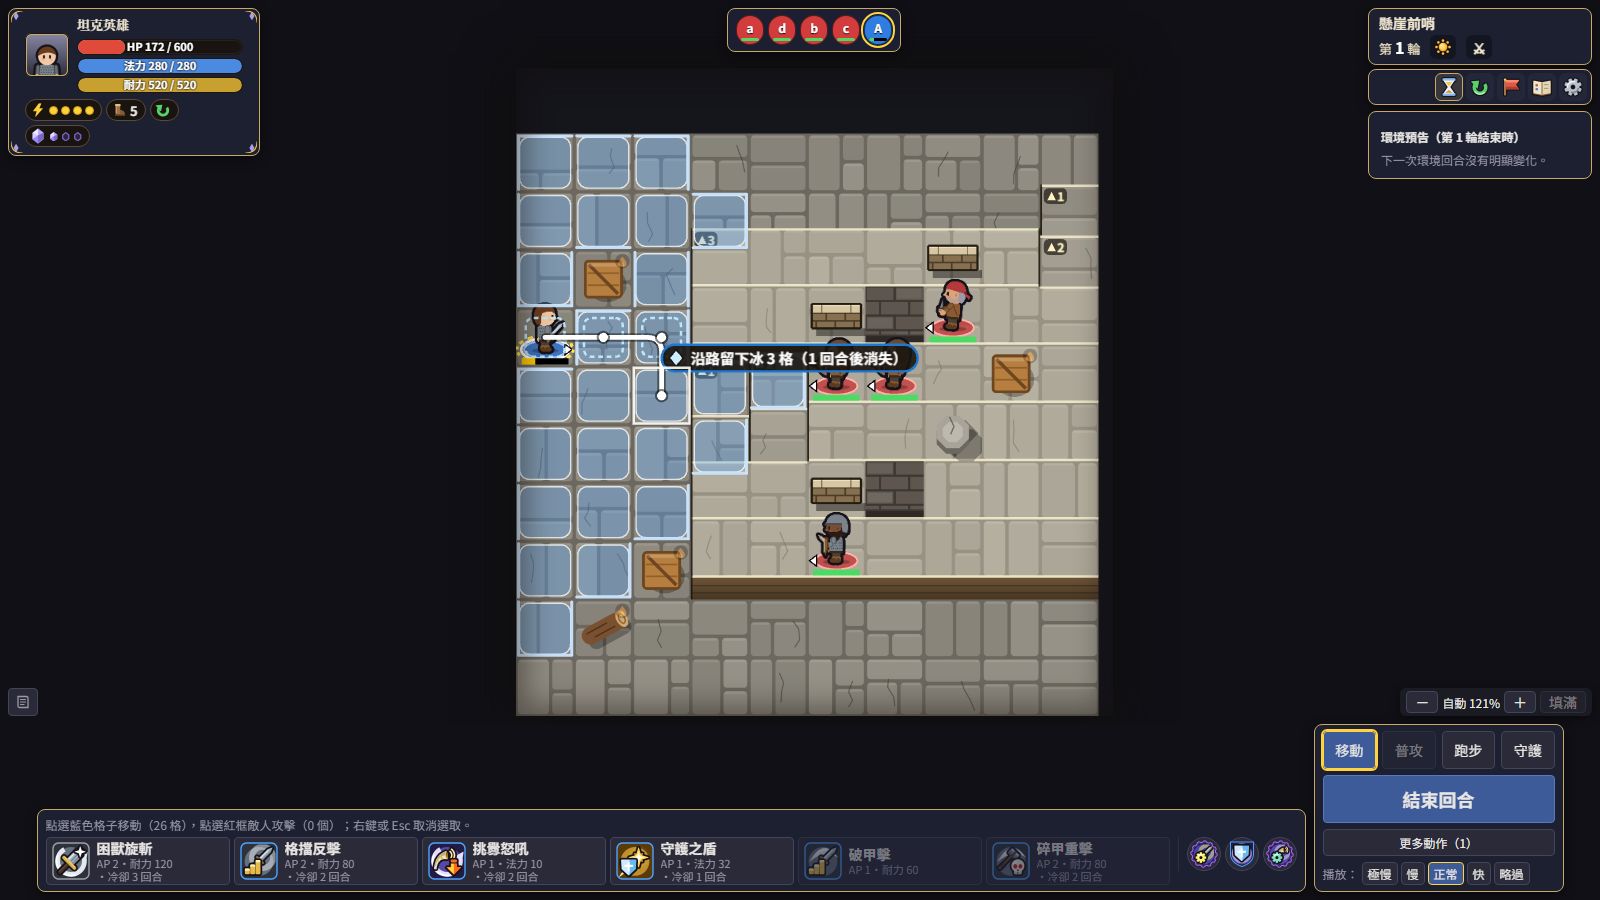 坦克英雄
HP 172 / 600
法力 280 / 280
耐力 520 / 520
5
a
d
b
c
A
懸崖前哨
第 1 輪
環境預告（第 1 輪結束時）
下一次環境回合沒有明顯變化。
▲1
▲2
▲3
沿路留下冰 3 格（1 回合後消失）
自動 121%
填滿
移動
普攻
跑步
守護
結束回合
更多動作（1）
播放：
極慢
慢
正常
快
略過
點選藍色格子移動（26 格），點選紅框敵人攻擊（0 個）；右鍵或 Esc 取消選取。
困獸旋斬
AP 2・耐力 120
・冷卻 3 回合
格擋反擊
AP 2・耐力 80
・冷卻 2 回合
挑釁怒吼
AP 1・法力 10
・冷卻 2 回合
守護之盾
AP 1・法力 32
・冷卻 1 回合
破甲擊
AP 1・耐力 60
碎甲重擊
AP 2・耐力 80
・冷卻 2 回合